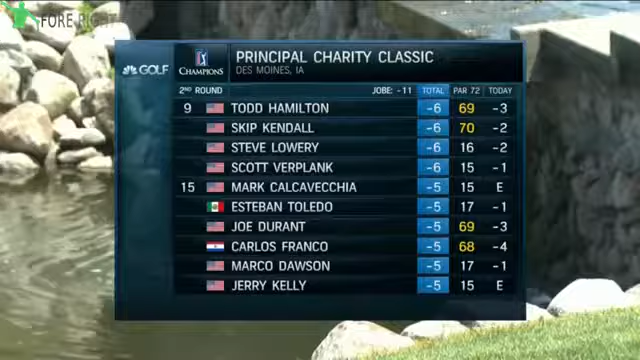 FORE RIGHT
GOLF
CHAMPIONS
PRINCIPAL CHARITY CLASSIC
DES MOINES, IA
2ND ROUND JOBE: -11 TOTAL PAR 72 TODAY
9 TODD HAMILTON -6 69 -3
SKIP KENDALL -6 70 -2
STEVE LOWERY -6 16 -2
SCOTT VERPLANK -6 15 -1
15 MARK CALCAVECCHIA -5 15 E
ESTEBAN TOLEDO -5 17 -1
JOE DURANT -5 69 -3
CARLOS FRANCO -5 68 -4
MARCO DAWSON -5 17 -1
JERRY KELLY -5 15 E